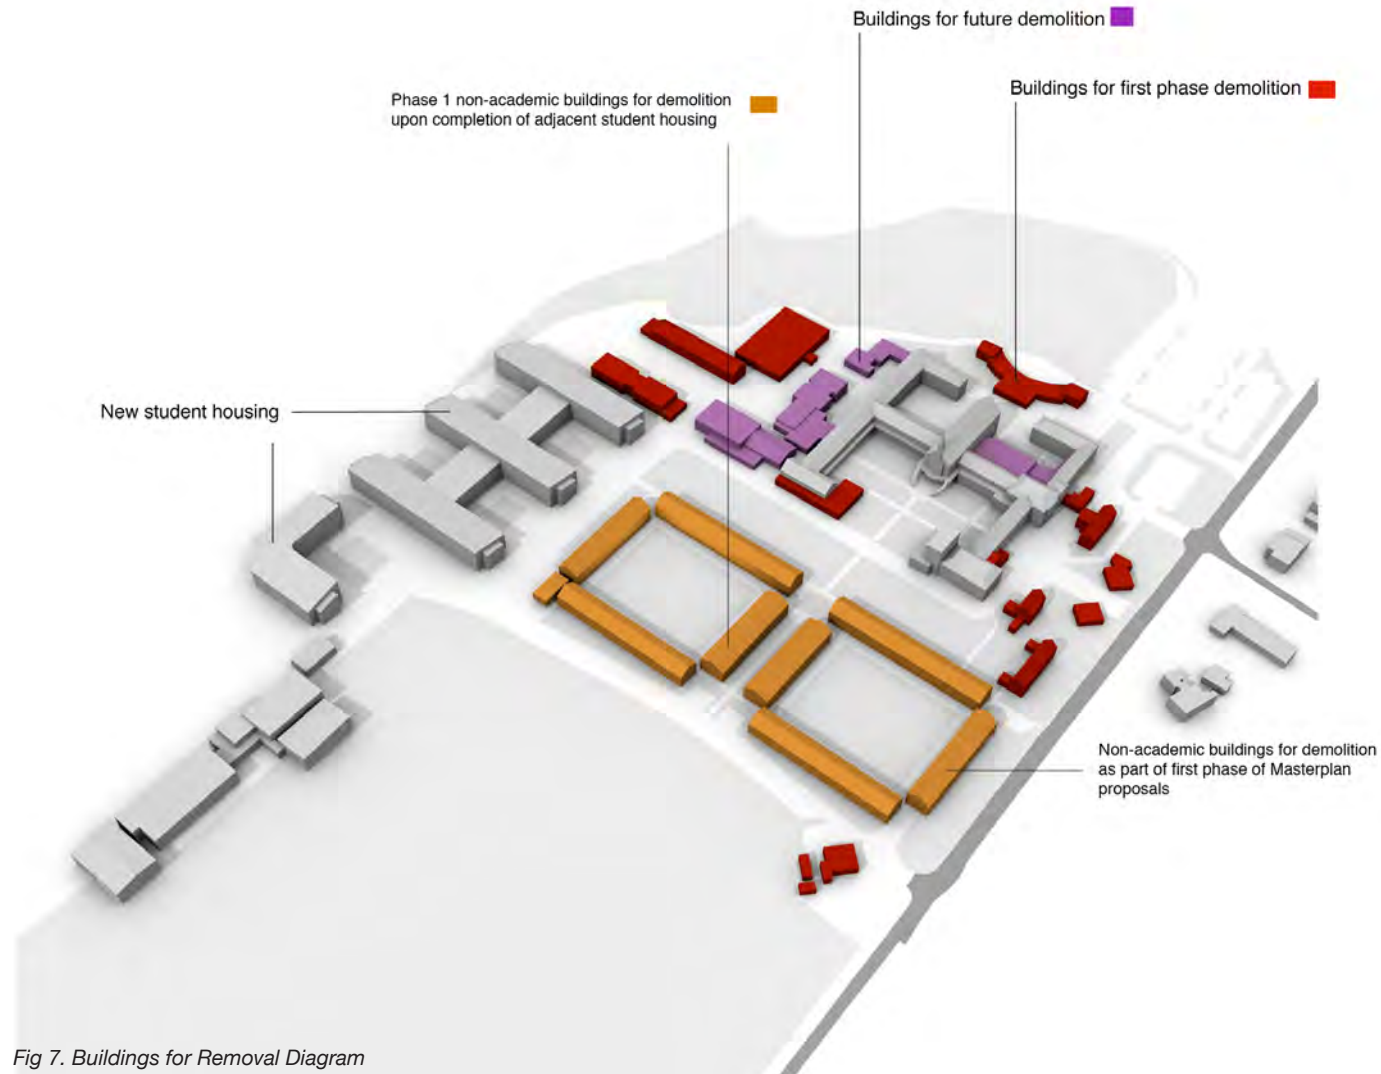 Buildings for future demolition
Buildings for first phase demolition
Phase 1 non-academic buildings for demolition
upon completion of adjacent student housing
New student housing
Non-academic buildings for demolition
as part of first phase of Masterplan
proposals
Fig 7. Buildings for Removal Diagram